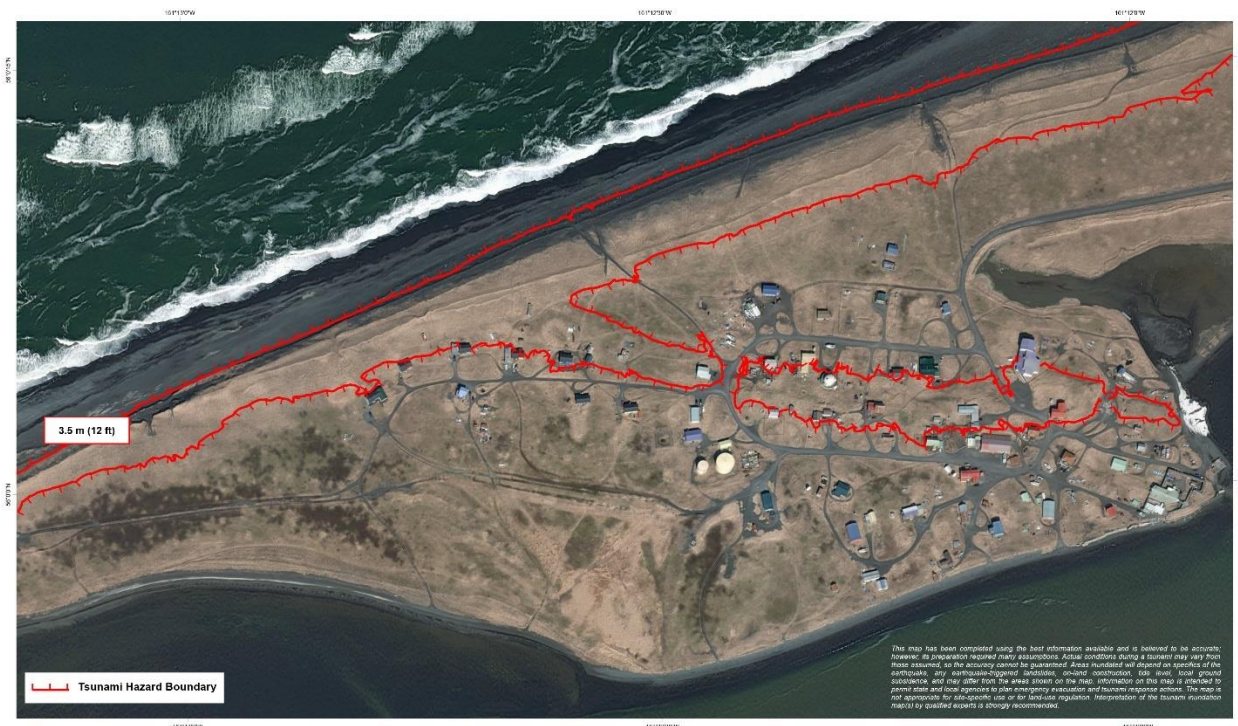 161°12'30"W
3.5 m (12 ft)
Tsunami Hazard Boundary
This map has been completed using the best information available and is believed to be accurate;
however, its preparation required many assumptions. Actual conditions during a tsunami may vary from
those assumed, so the accuracy cannot be guaranteed. Areas inundated will depend on specifics of the
earthquake, any earthquake-triggered landslides, on-land construction, tide level, local ground
subsidence, and may differ from the areas shown on the map. Information on this map is intended to
permit state and local agencies to plan emergency evacuation and tsunami response actions. The map is
not appropriate for site-specific use or for land-use regulation. Interpretation of the tsunami inundation
map(s) by qualified experts is strongly recommended.